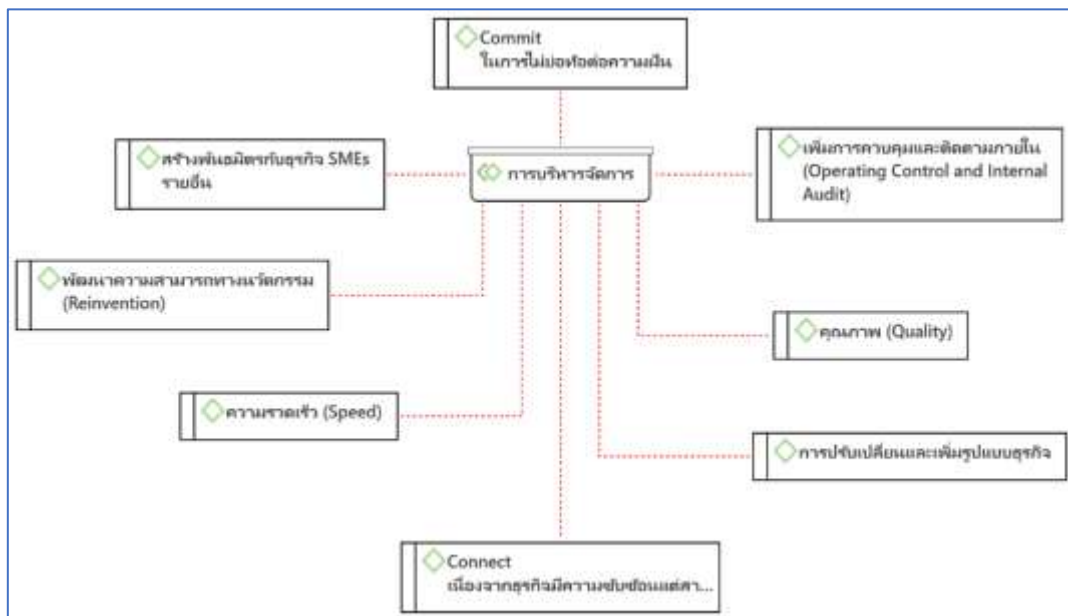 Commit
ในการไม่ย่อท้อต่อความฝัน
สร้างพันธมิตรกับธุรกิจ SMEs
รายอื่น
การบริหารจัดการ
เพิ่มการควบคุมและติดตามภายใน
(Operating Control and Internal
Audit)
พัฒนาความสามารถทางนวัตกรรม
(Reinvention)
คุณภาพ (Quality)
ความรวดเร็ว (Speed)
การปรับเปลี่ยนและเพิ่มรูปแบบธุรกิจ
Connect
เนื่องจากธุรกิจมีความซับซ้อนแต่สา...